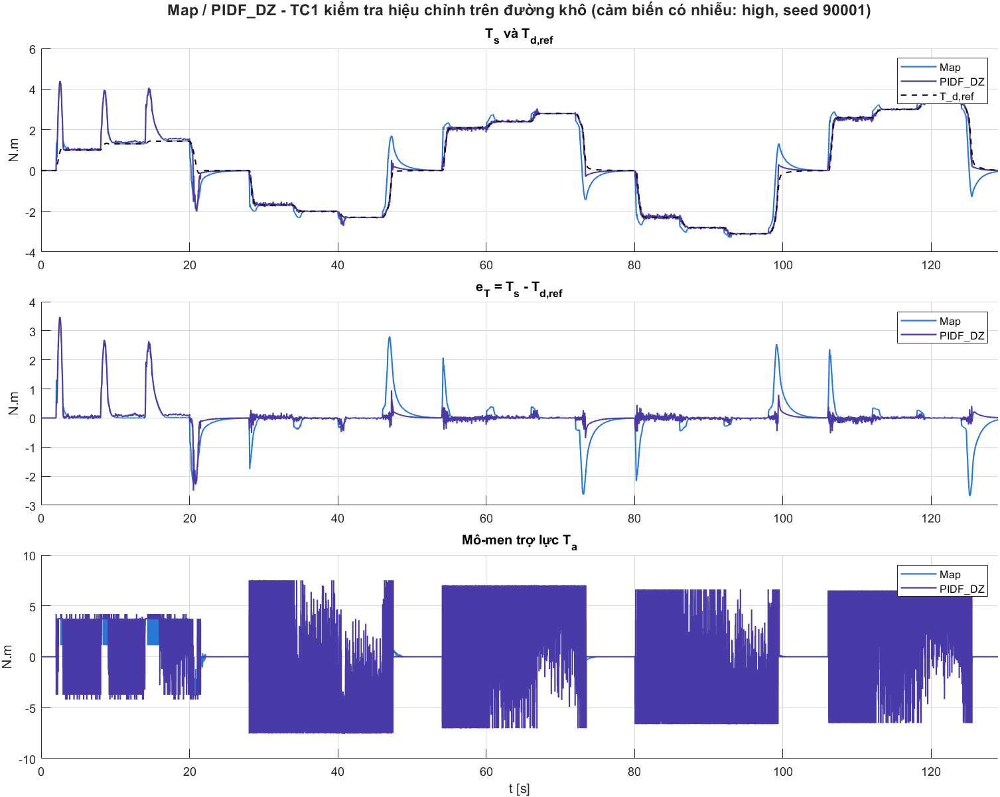 Map / PIDF_DZ - TC1 kiểm tra hiệu chỉnh trên đường khô (cảm biến có nhiễu: high, seed 90001)
T_s và T_d,ref
6
4
2
0
-2
-4
N.m
0 20 40 60 80 100 120
Map
PIDF_DZ
T_d,ref
e_T = T_s - T_d,ref
4
3
2
1
0
-1
-2
-3
N.m
0 20 40 60 80 100 120
Map
PIDF_DZ
Mô-men trợ lực T_a
10
5
0
-5
-10
N.m
0 20 40 60 80 100 120
Map
PIDF_DZ
t [s]